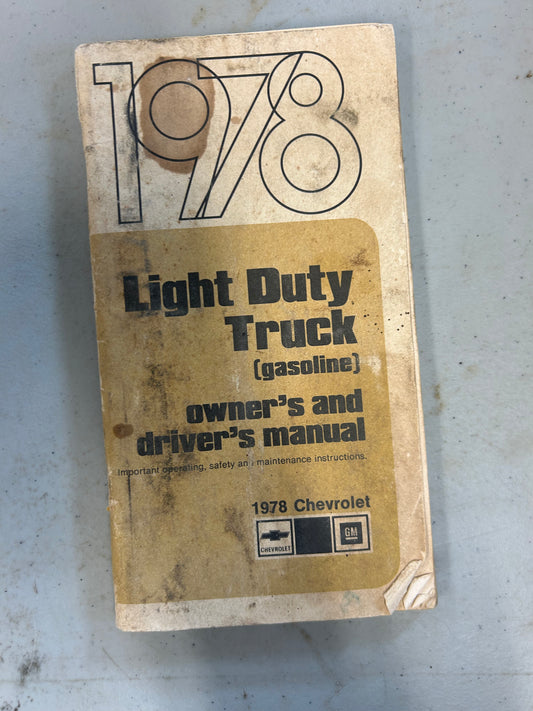 1978
Light Duty
Truck
(gasoline)
owner's and
driver's manual
Important operating, safety and maintenance instructions.
1978 Chevrolet
CHEVROLET
GM